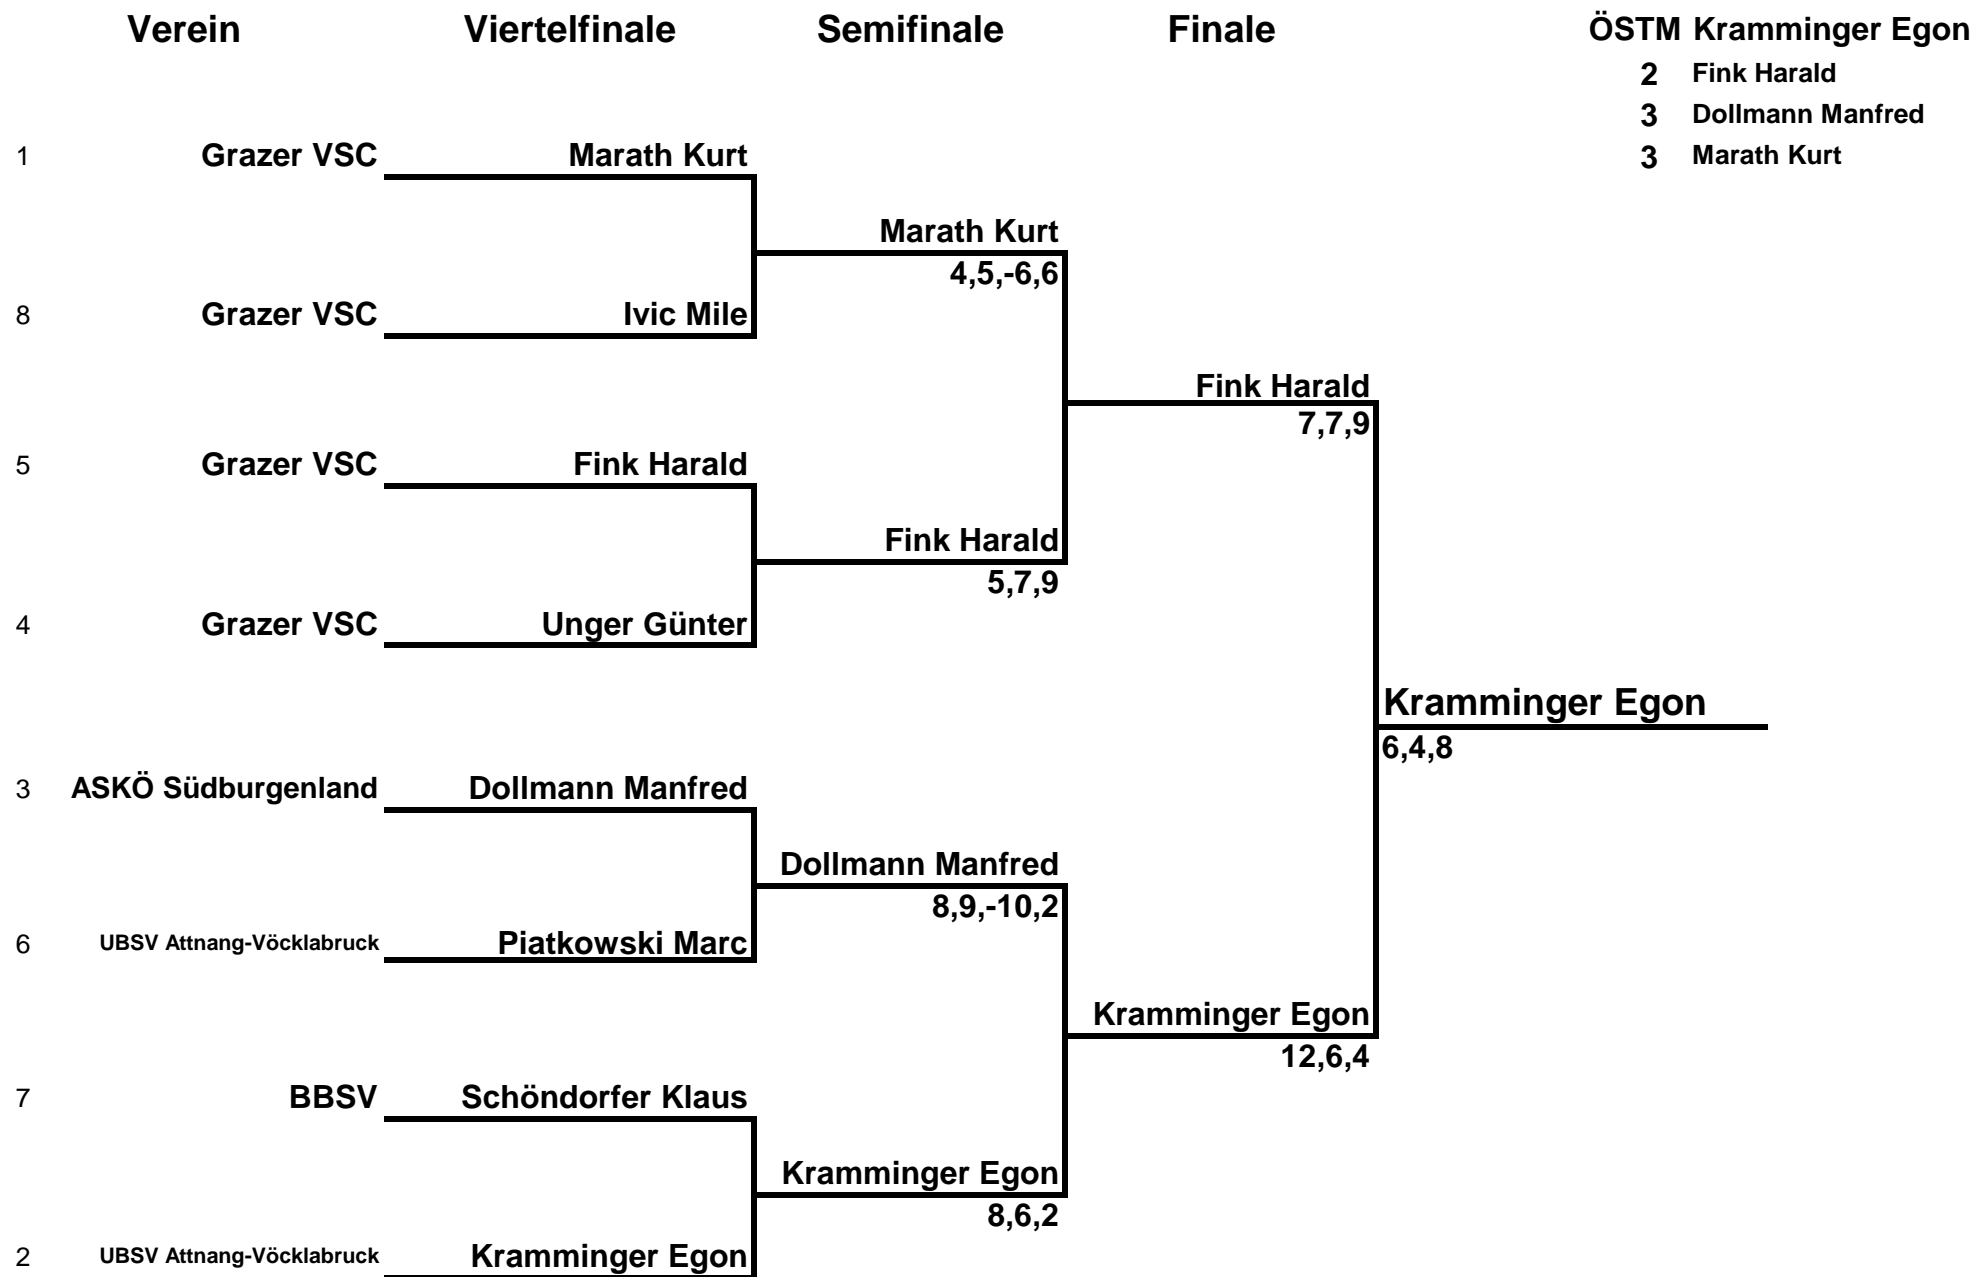 Verein Viertelfinale Semifinale Finale ÖSTM Kramminger Egon
2 Fink Harald
3 Dollmann Manfred
1 Grazer VSC Marath Kurt 3 Marath Kurt
Marath Kurt
4,5,-6,6
8 Grazer VSC Ivic Mile
Fink Harald
7,7,9
5 Grazer VSC Fink Harald
Fink Harald
5,7,9
4 Grazer VSC Unger Günter
Kramminger Egon
6,4,8
3 ASKÖ Südburgenland Dollmann Manfred
Dollmann Manfred
8,9,-10,2
6 UBSV Attnang-Vöcklabruck Piatkowski Marc
Kramminger Egon
12,6,4
7 BBSV Schöndorfer Klaus
Kramminger Egon
8,6,2
2 UBSV Attnang-Vöcklabruck Kramminger Egon